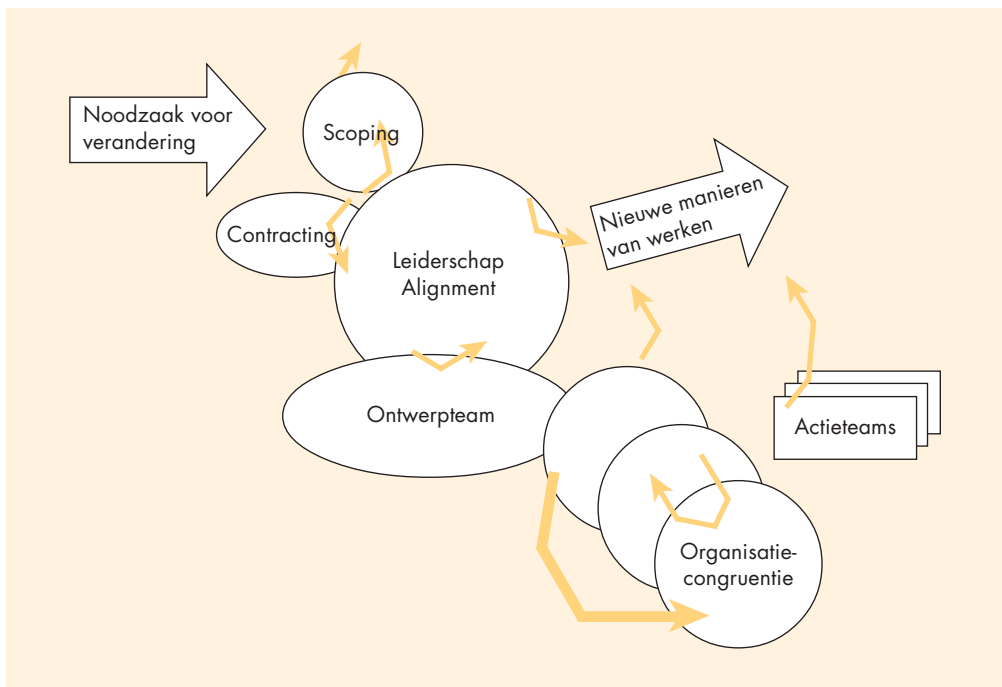 Noodzaak voor
verandering
Scoping
Contracting
Leiderschap
Alignment
Nieuwe manieren
van werken
Ontwerpteam
Actieteams
Organisatie-
congruentie